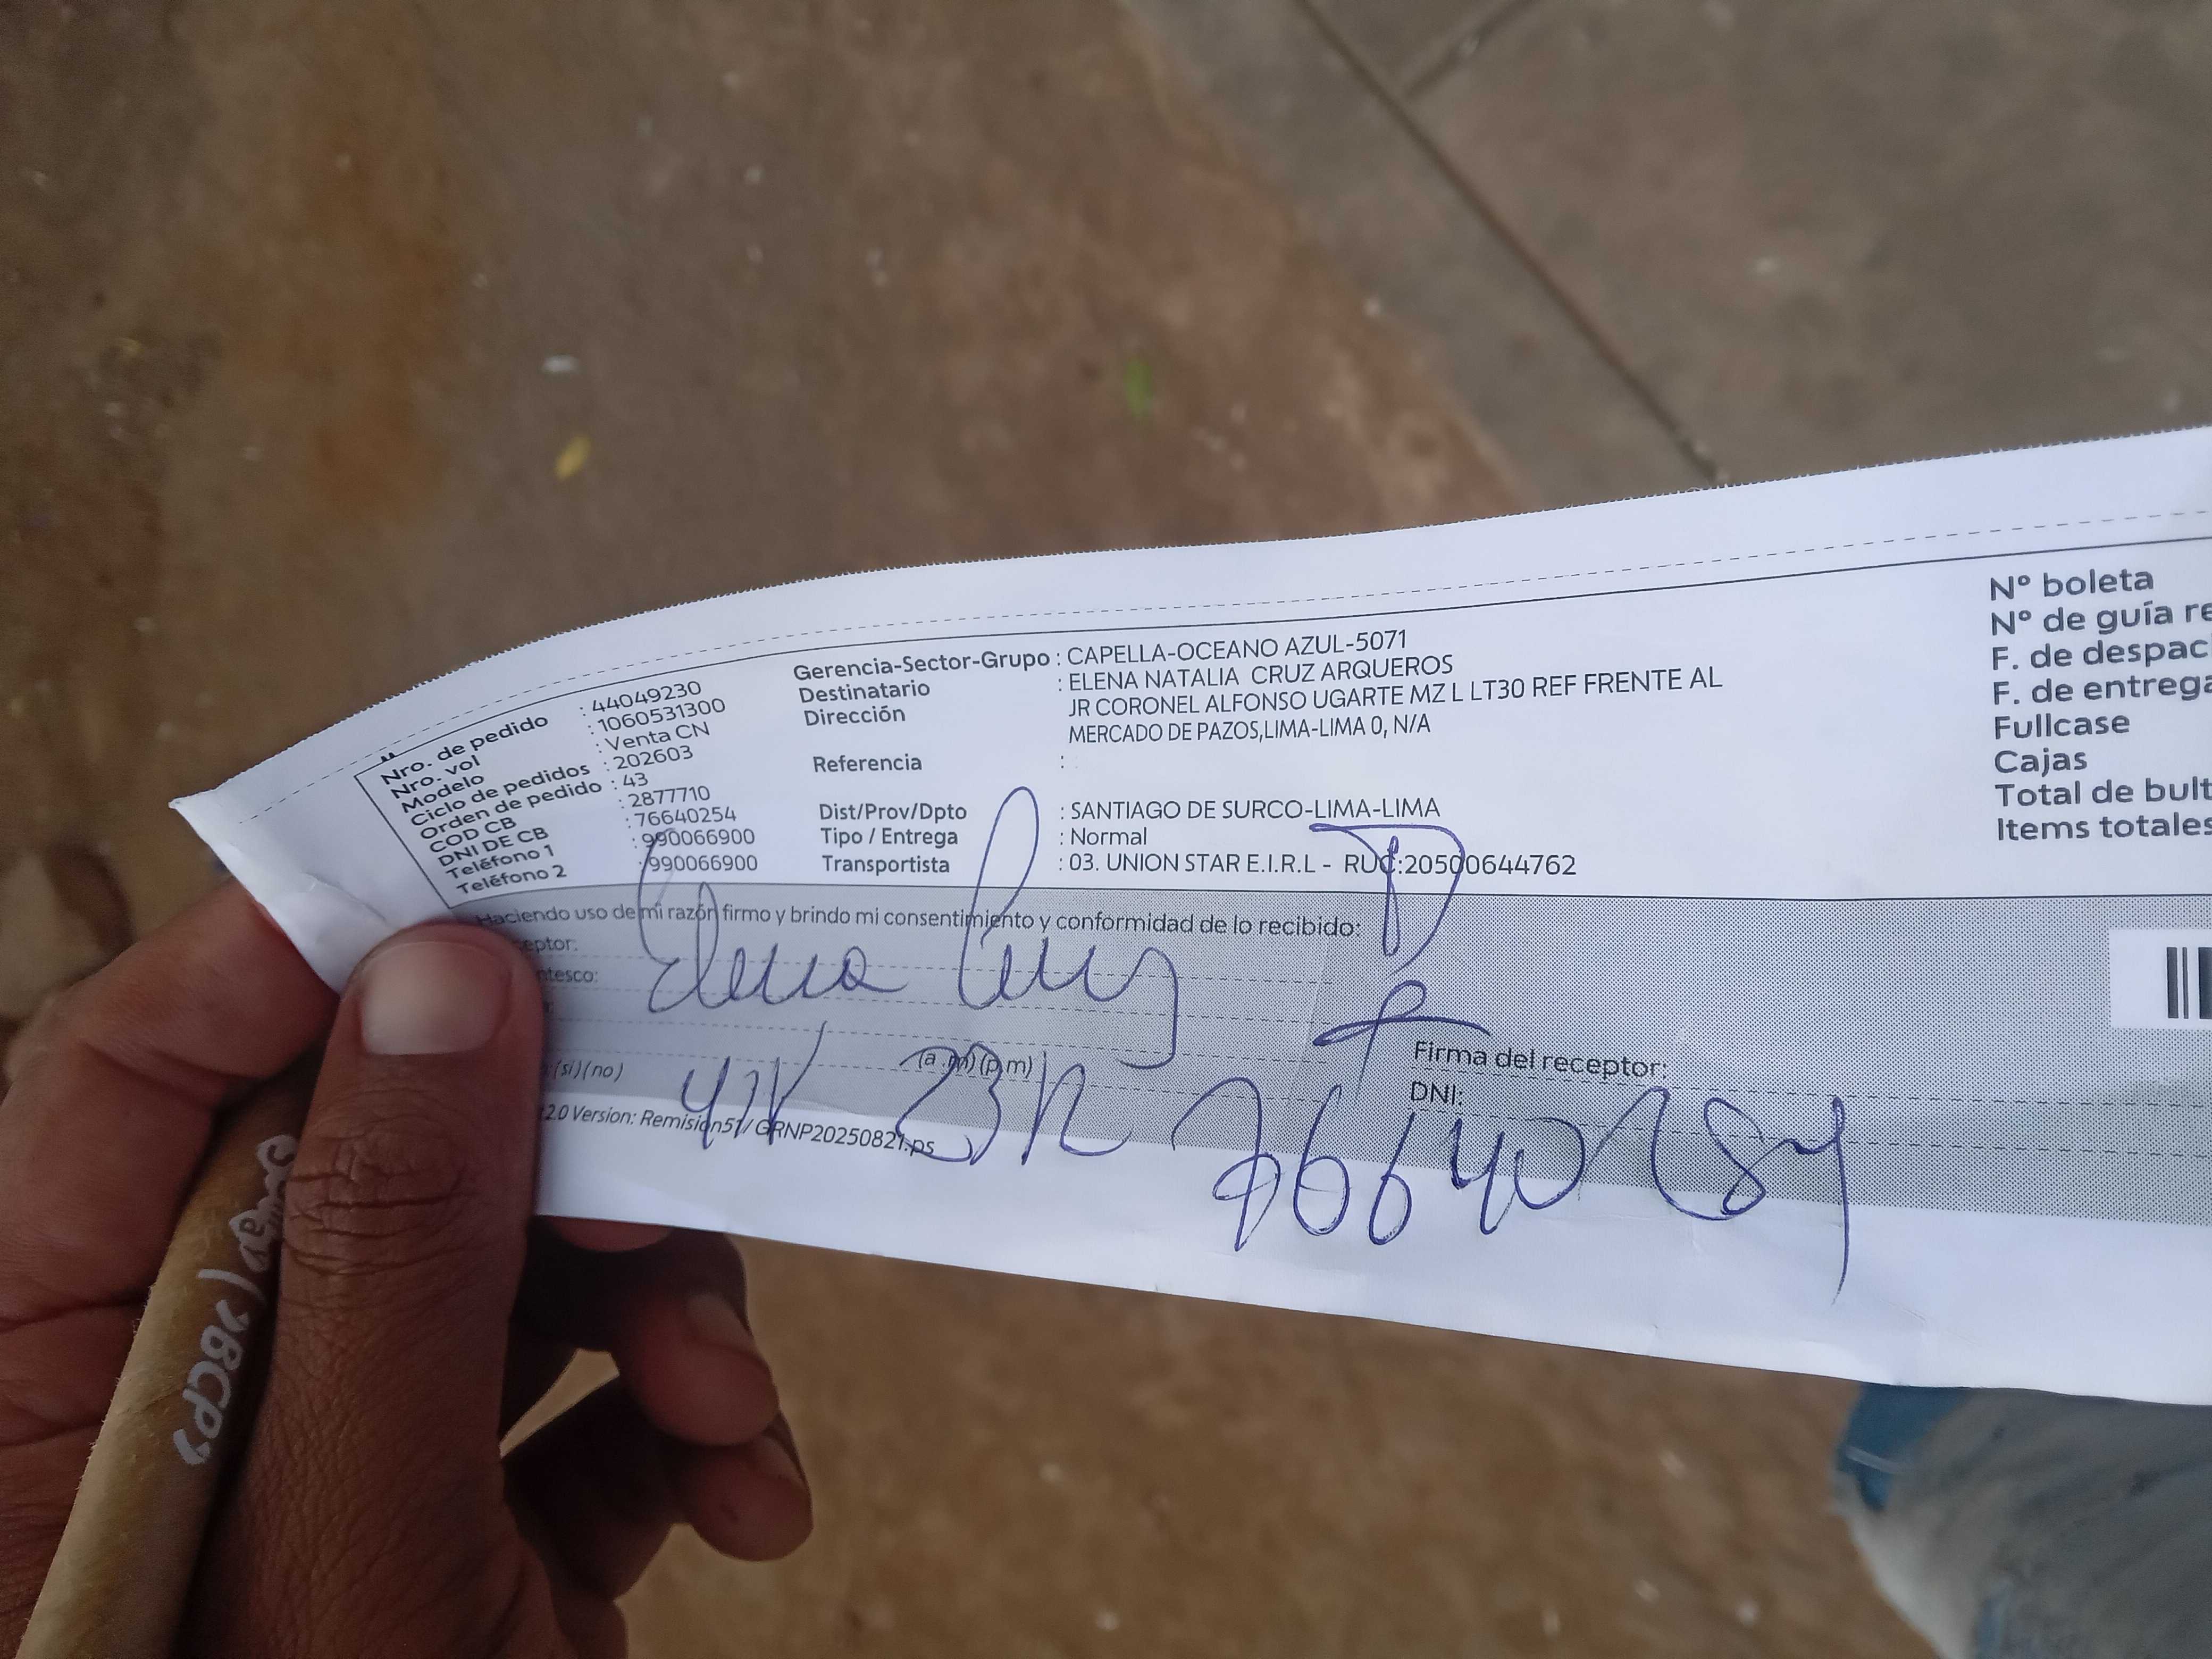 Nro. de pedido : 44049230
Nro. vol : 1060531300
Modelo : Venta CN
Ciclo de pedidos : 202603
Orden de pedido : 43
COD CB : 2877710
DNI DE CB : 76640254
Teléfono 1 : 990066900
Teléfono 2 : 990066900
Gerencia-Sector-Grupo : CAPELLA-OCEANO AZUL-5071
Destinatario : ELENA NATALIA CRUZ ARQUEROS
Dirección JR CORONEL ALFONSO UGARTE MZ L LT30 REF FRENTE AL
MERCADO DE PAZOS,LIMA-LIMA 0, N/A
Referencia :
Dist/Prov/Dpto : SANTIAGO DE SURCO-LIMA-LIMA
Tipo / Entrega : Normal
Transportista : 03. UNION STAR E.I.R.L - RUC:20500644762
N° boleta
N° de guía re
F. de despac
F. de entrega
Fullcase
Cajas
Total de bult
Items totales
Haciendo uso de mi razón firmo y brindo mi consentimiento y conformidad de lo recibido:
eptor:
ntesco:
Elena Cruz
(si)(no)
(a.m)(p.m)
Firma del receptor:
DNI:
2.0 Version: Remision51/GRNP20250821.ps